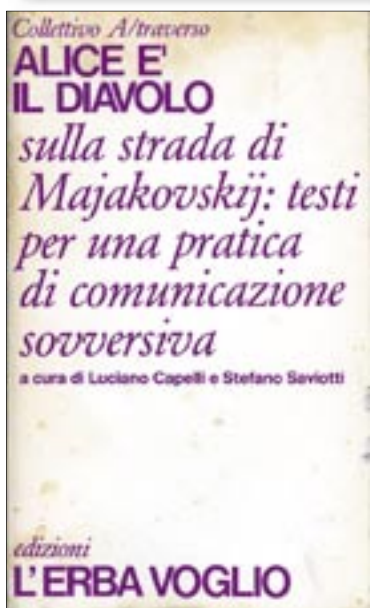 Collettivo A/traverso
ALICE E'
IL DIAVOLO
sulla strada di
Majakovskij: testi
per una pratica
di comunicazione
sovversiva
a cura di Luciano Capelli e Stefano Saviotti
edizioni
L'ERBA VOGLIO